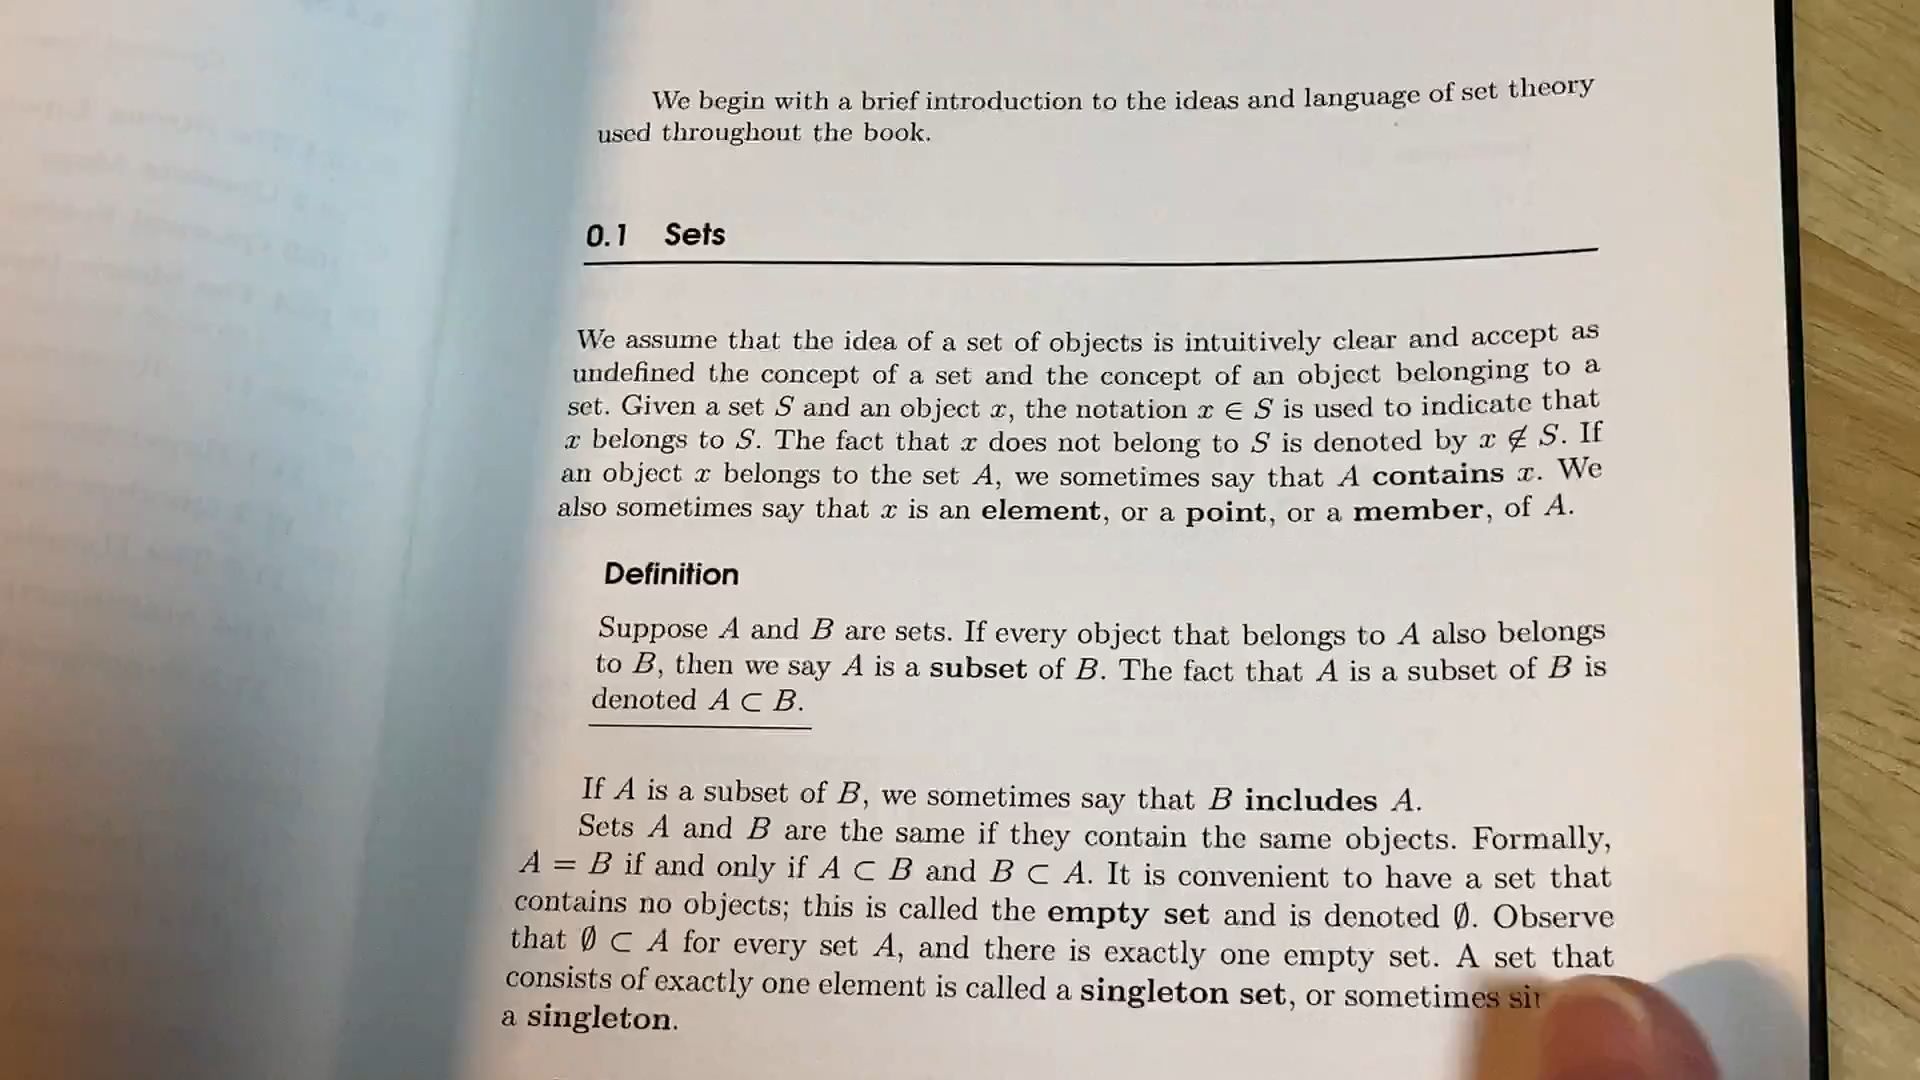 We begin with a brief introduction to the ideas and language of set theory
used throughout the book.
0.1 Sets
We assume that the idea of a set of objects is intuitively clear and accept as
undefined the concept of a set and the concept of an object belonging to a
set. Given a set S and an object x, the notation x ∈ S is used to indicate that
x belongs to S. The fact that x does not belong to S is denoted by x ∉ S. If
an object x belongs to the set A, we sometimes say that A contains x. We
also sometimes say that x is an element, or a point, or a member, of A.
Definition
Suppose A and B are sets. If every object that belongs to A also belongs
to B, then we say A is a subset of B. The fact that A is a subset of B is
denoted A ⊂ B.
If A is a subset of B, we sometimes say that B includes A.
Sets A and B are the same if they contain the same objects. Formally,
A = B if and only if A ⊂ B and B ⊂ A. It is convenient to have a set that
contains no objects; this is called the empty set and is denoted ∅. Observe
that ∅ ⊂ A for every set A, and there is exactly one empty set. A set that
consists of exactly one element is called a singleton set, or sometimes
a singleton.